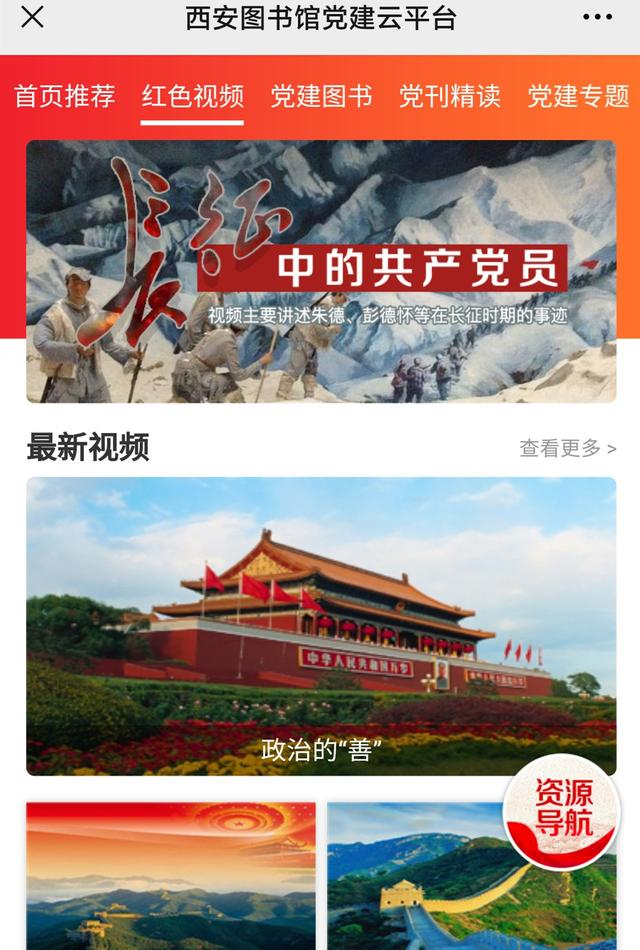 西安图书馆党建云平台
首页推荐 红色视频 党建图书 党刊精读 党建专题
长征
中的共产党员
视频主要讲述朱德、彭德怀等在长征时期的事迹
最新视频
查看更多 >
中华人民共和国万岁
政治的“善”
资源
导航